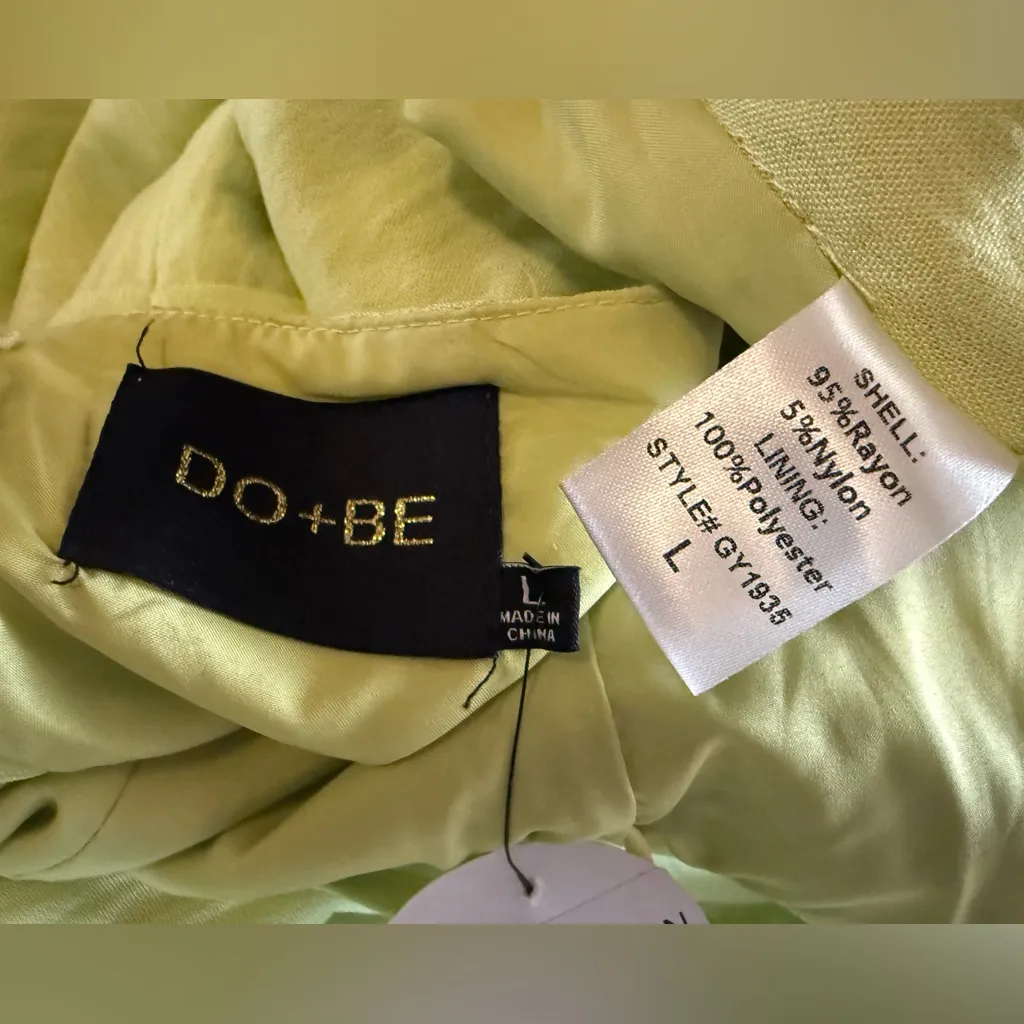 DO+BE
L
MADE IN
CHINA
SHELL:
95%Rayon
5%Nylon
LINING:
100%Polyester
STYLE# GY1935
L